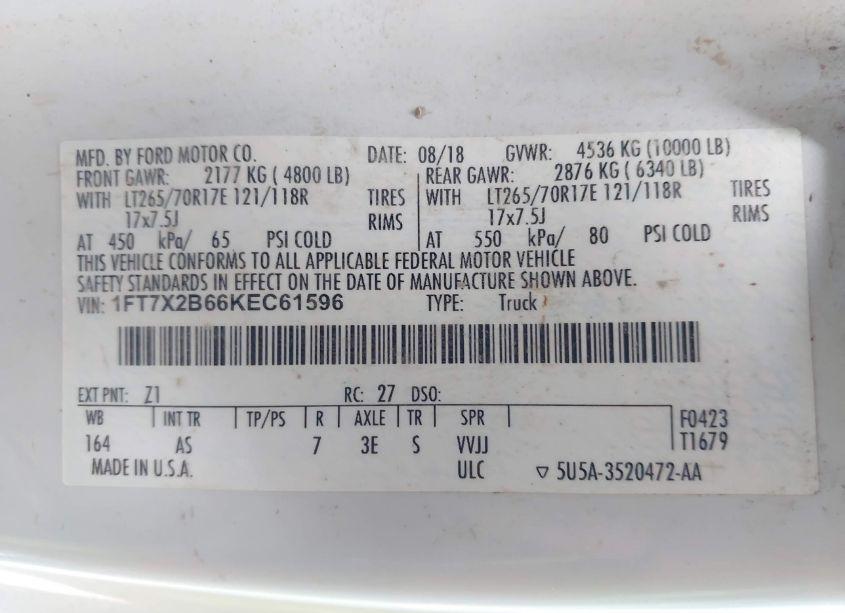 MFD. BY FORD MOTOR CO. DATE: 08/18 GVWR: 4536 KG (10000 LB)
FRONT GAWR: 2177 KG ( 4800 LB) REAR GAWR: 2876 KG ( 6340 LB)
WITH LT265/70R17E 121/118R TIRES WITH LT265/70R17E 121/118R TIRES
17x7.5J RIMS 17x7.5J RIMS
AT 450 kPa/ 65 PSI COLD AT 550 kPa/ 80 PSI COLD
THIS VEHICLE CONFORMS TO ALL APPLICABLE FEDERAL MOTOR VEHICLE
SAFETY STANDARDS IN EFFECT ON THE DATE OF MANUFACTURE SHOWN ABOVE.
VIN: 1FT7X2B66KEC61596 TYPE: Truck
EXT PNT: Z1 RC: 27 DSO:
WB INT TR TP/PS R AXLE TR SPR F0423
164 AS 7 3E S VVJJ T1679
MADE IN U.S.A. ULC ▽ 5U5A-3520472-AA